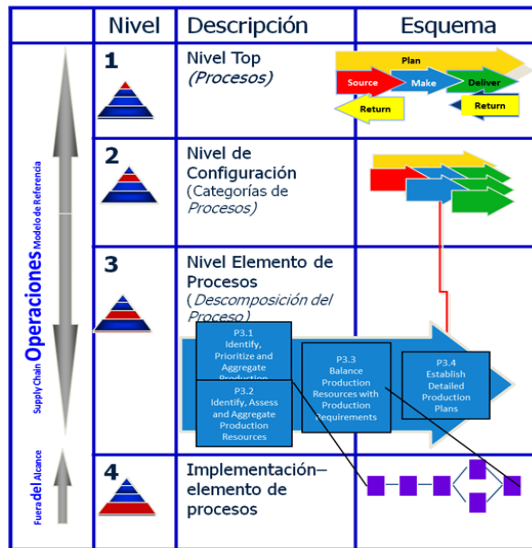 Nivel Descripción Esquema
1
Nivel Top
(Procesos)
Plan
Source Make Deliver
Return Return
2
Nivel de
Configuración
(Categorías de
Procesos)
3
Nivel Elemento de
Procesos
(Descomposición del
Proceso)
P3.1
Identify,
Prioritize and
Aggregate
Production
P3.2
Identify, Assess
and Aggregate
Production
Resources
P3.3
Balance
Production
Resources with
Production
Requirements
P3.4
Establish
Detailed
Production
Plans
4
Implementación–
elemento de
procesos
Supply Chain Operaciones Modelo de Referencia
Fuera del Alcance